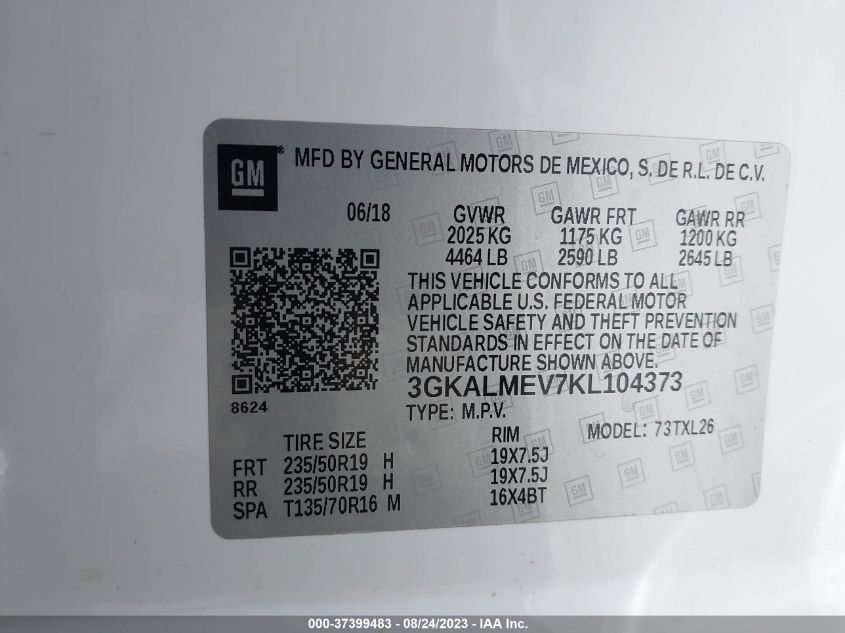 GM® MFD BY GENERAL MOTORS DE MEXICO, S. DE R.L. DE C.V.
06/18 GVWR GAWR FRT GAWR RR
2025 KG 1175 KG 1200 KG
4464 LB 2590 LB 2645 LB
THIS VEHICLE CONFORMS TO ALL
APPLICABLE U.S. FEDERAL MOTOR
VEHICLE SAFETY AND THEFT PREVENTION
STANDARDS IN EFFECT ON THE DATE OF
MANUFACTURE SHOWN ABOVE.
3GKALMEV7KL104373
8624
TYPE: M.P.V. MODEL: 73TXL26
TIRE SIZE RIM
FRT 235/50R19 H 19X7.5J
RR 235/50R19 H 19X7.5J
SPA T135/70R16 M 16X4BT
000-37399483 - 08/24/2023 - IAA Inc.